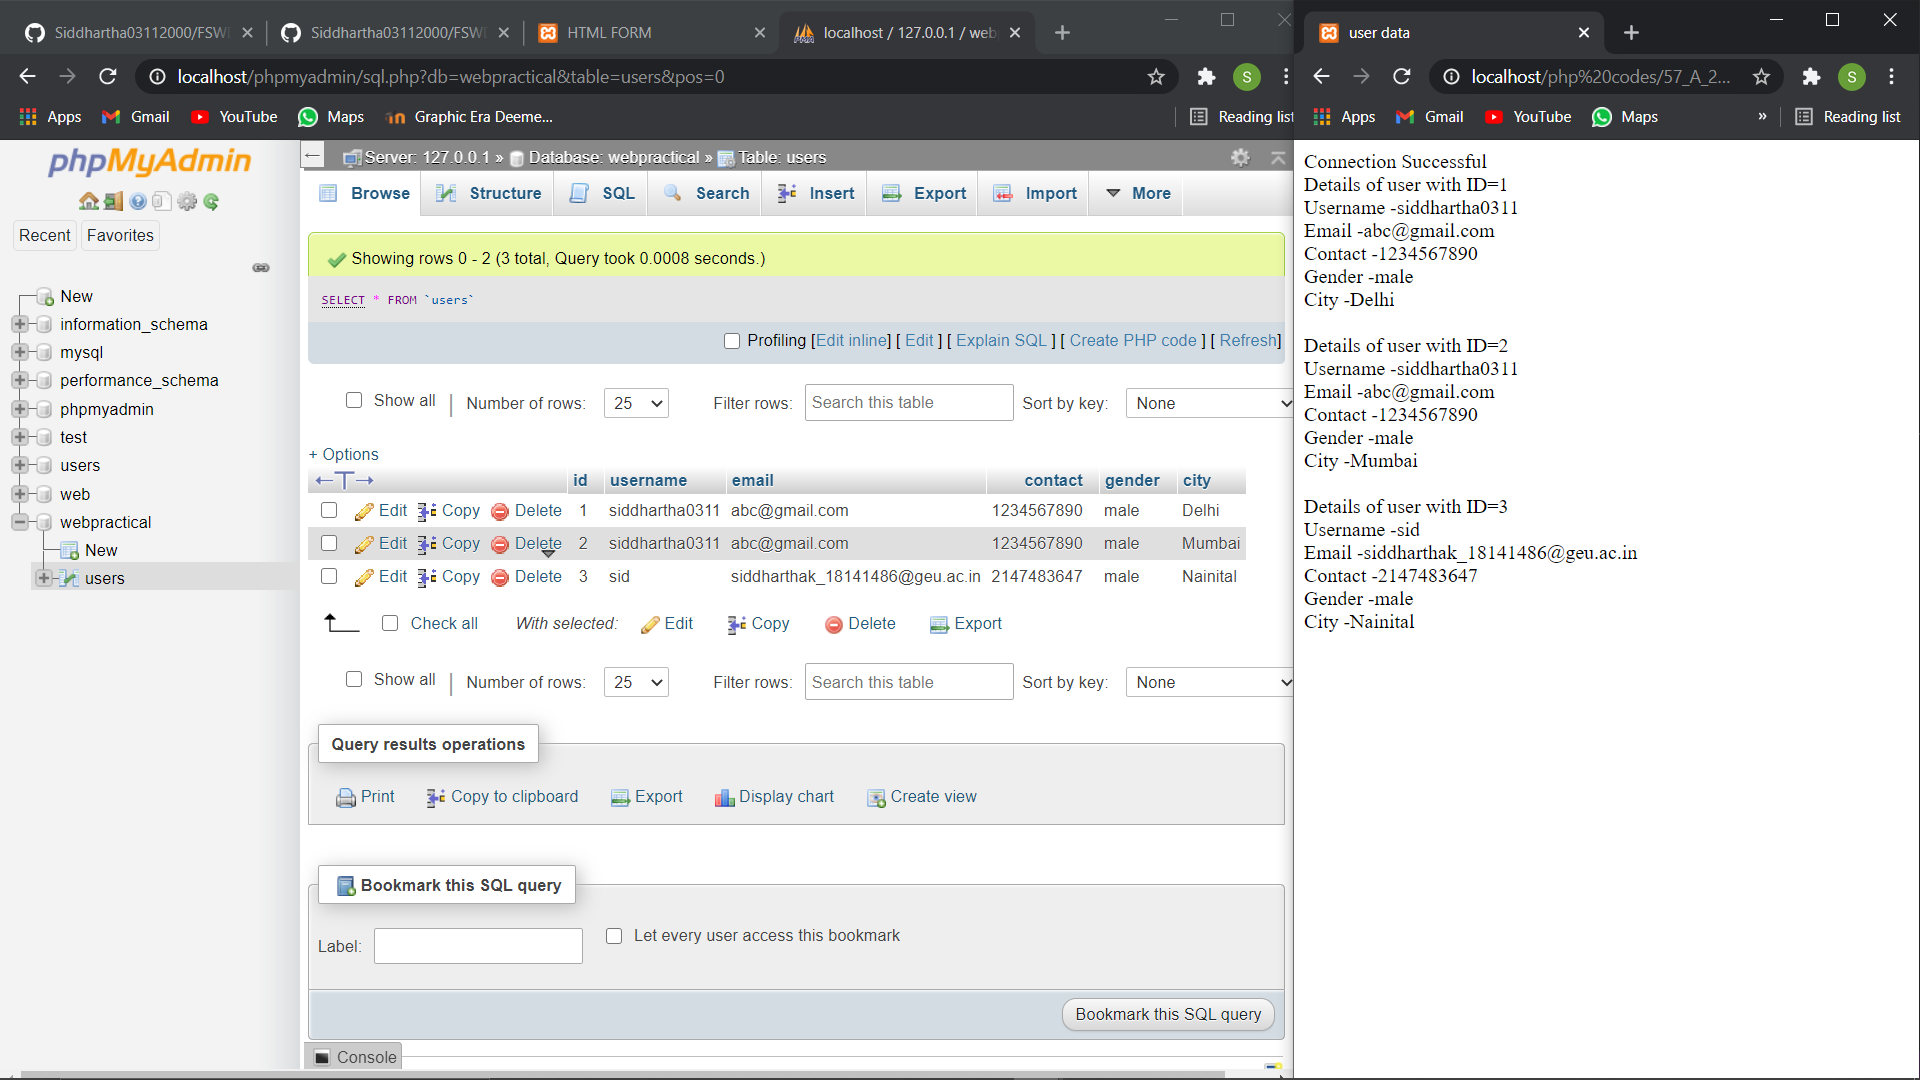 Siddhartha03112000/FSW
Siddhartha03112000/FSW
HTML FORM
localhost / 127.0.0.1 / web
user data
localhost/phpmyadmin/sql.php?db=webpractical&table=users&pos=0
S
localhost/php%20codes/57_A_2...
S
Apps
Gmail
YouTube
Maps
Graphic Era Deeme...
Reading list
Apps
Gmail
YouTube
Maps
»
Reading list
phpMyAdmin
Recent
Favorites
New
information_schema
mysql
performance_schema
phpmyadmin
test
users
web
webpractical
New
users
Server: 127.0.0.1 » Database: webpractical » Table: users
Browse
Structure
SQL
Search
Insert
Export
Import
More
Showing rows 0 - 2 (3 total, Query took 0.0008 seconds.)
SELECT * FROM `users`
Profiling [Edit inline] [ Edit ] [ Explain SQL ] [ Create PHP code ] [ Refresh]
Show all | Number of rows: 25 Filter rows: Search this table Sort by key: None
+ Options
id username email contact gender city
Edit Copy Delete 1 siddhartha0311 abc@gmail.com 1234567890 male Delhi
Edit Copy Delete 2 siddhartha0311 abc@gmail.com 1234567890 male Mumbai
Edit Copy Delete 3 sid siddharthak_18141486@geu.ac.in 2147483647 male Nainital
Check all With selected: Edit Copy Delete Export
Show all | Number of rows: 25 Filter rows: Search this table Sort by key: None
Query results operations
Print Copy to clipboard Export Display chart Create view
Bookmark this SQL query
Label:
Let every user access this bookmark
Bookmark this SQL query
Console
Connection Successful
Details of user with ID=1
Username -siddhartha0311
Email -abc@gmail.com
Contact -1234567890
Gender -male
City -Delhi
Details of user with ID=2
Username -siddhartha0311
Email -abc@gmail.com
Contact -1234567890
Gender -male
City -Mumbai
Details of user with ID=3
Username -sid
Email -siddharthak_18141486@geu.ac.in
Contact -2147483647
Gender -male
City -Nainital